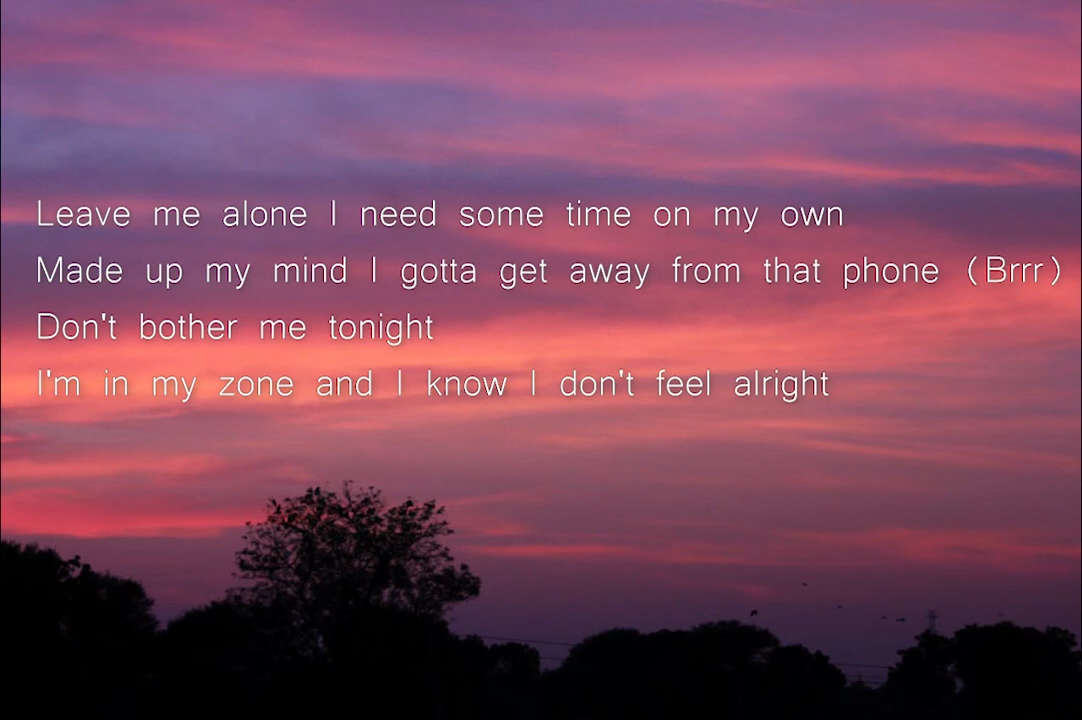 Leave me alone I need some time on my own
Made up my mind I gotta get away from that phone (Brrr)
Don't bother me tonight
I'm in my zone and I know I don't feel alright